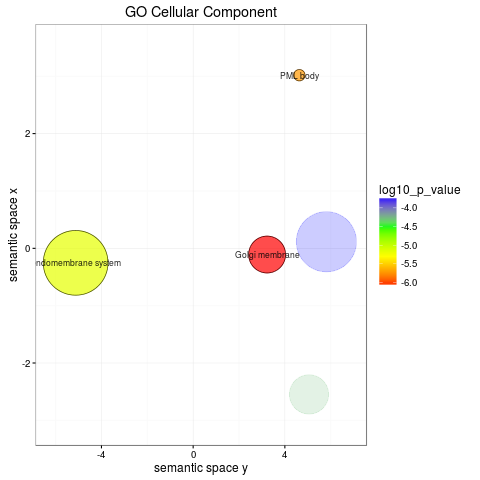 GO Cellular Component
PML body
log10_p_value
-4.0
-4.5
-5.0
-5.5
-6.0
2
0
-2
semantic space x
ndomembrane system
Golgi membrane
-4
0
4
semantic space y